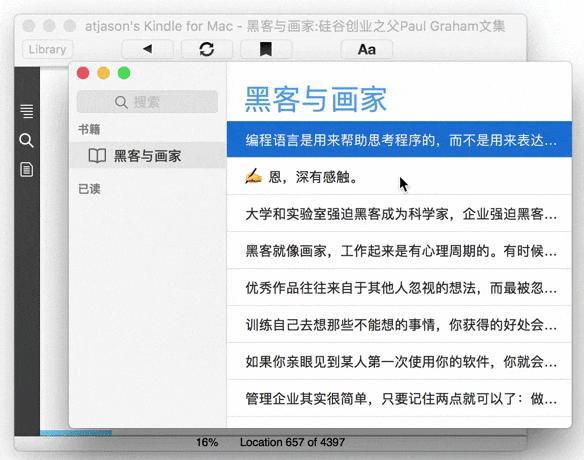 atjason's Kindle for Mac - 黑客与画家:硅谷创业之父Paul Graham文集
Library
Aa
搜索
书籍
黑客与画家
已读
黑客与画家
编程语言是用来帮助思考程序的，而不是用来表达…
✍️ 恩，深有感触。
大学和实验室强迫黑客成为科学家，企业强迫黑客…
黑客就像画家，工作起来是有心理周期的。有时候…
优秀作品往往来自于其他人忽视的想法，而最被忽…
训练自己去想那些不能想的事情，你获得的好处会…
如果你亲眼见到某人第一次使用你的软件，你就会…
管理企业其实很简单，只要记住两点就可以了：做…
16% Location 657 of 4397